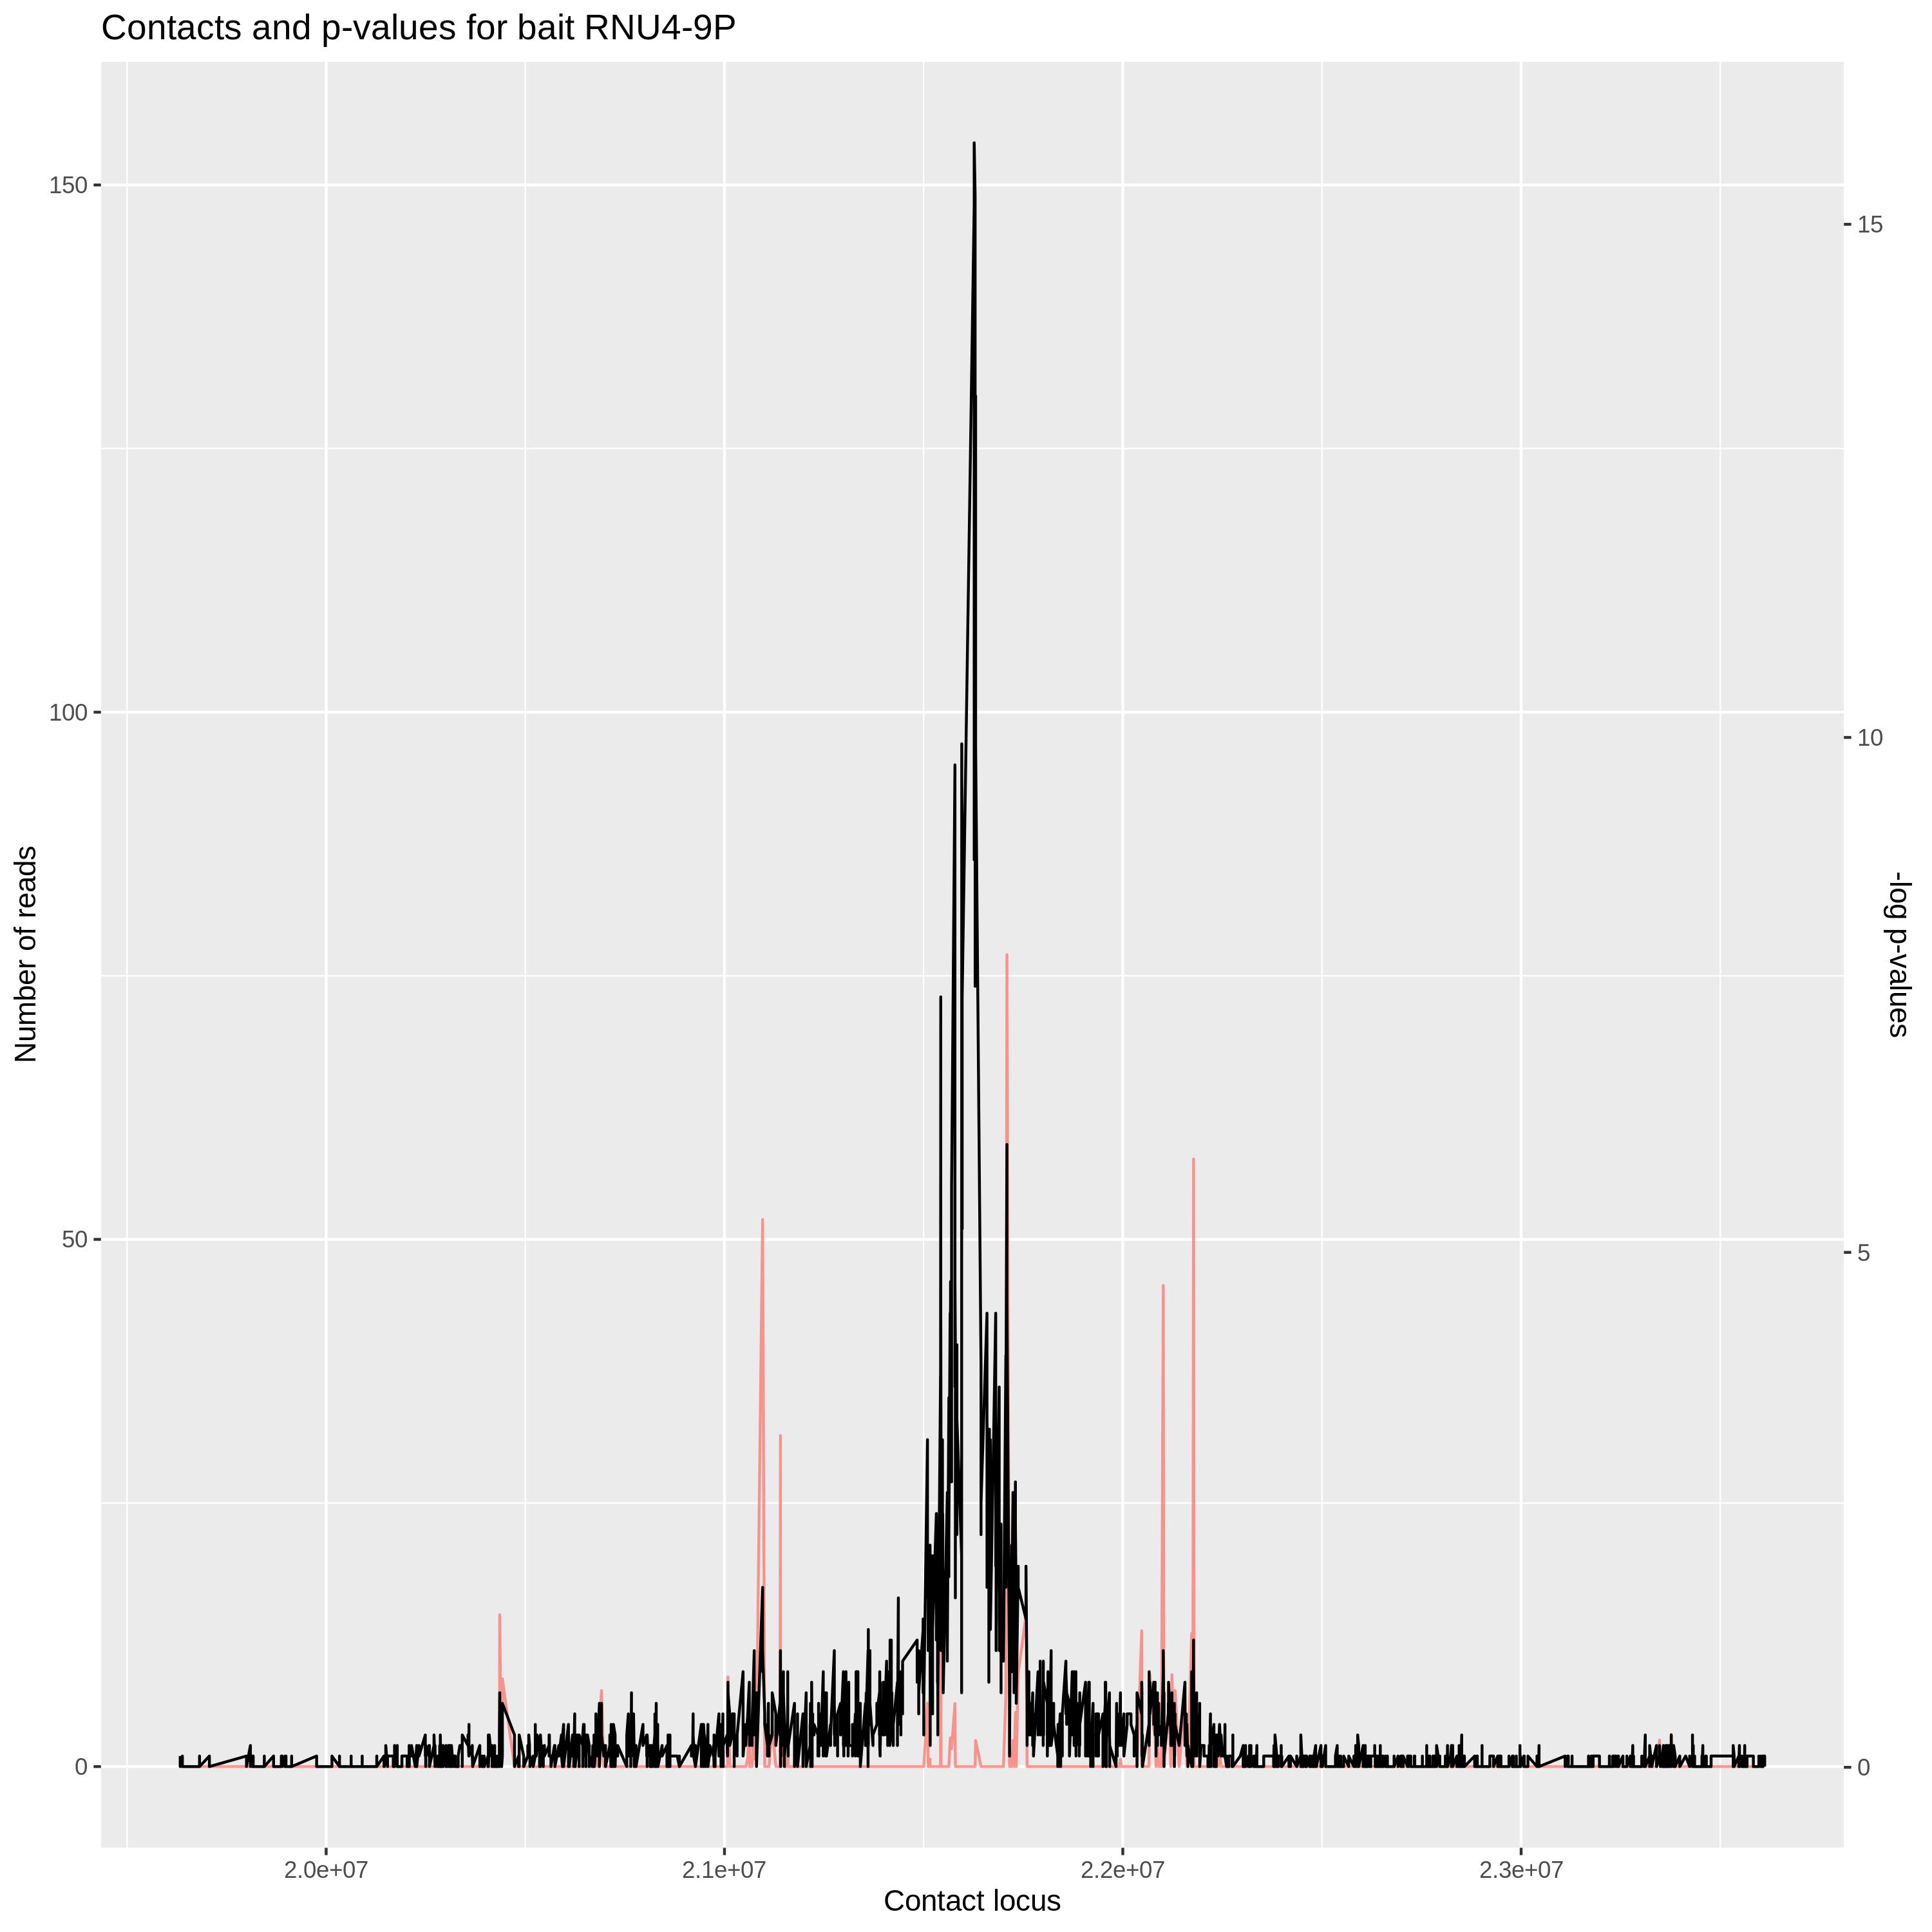 Contacts and p-values for bait RNU4-9P
150
100
50
0
Number of reads
15
10
5
0
-log p-values
2.0e+07
2.1e+07
2.2e+07
2.3e+07
Contact locus